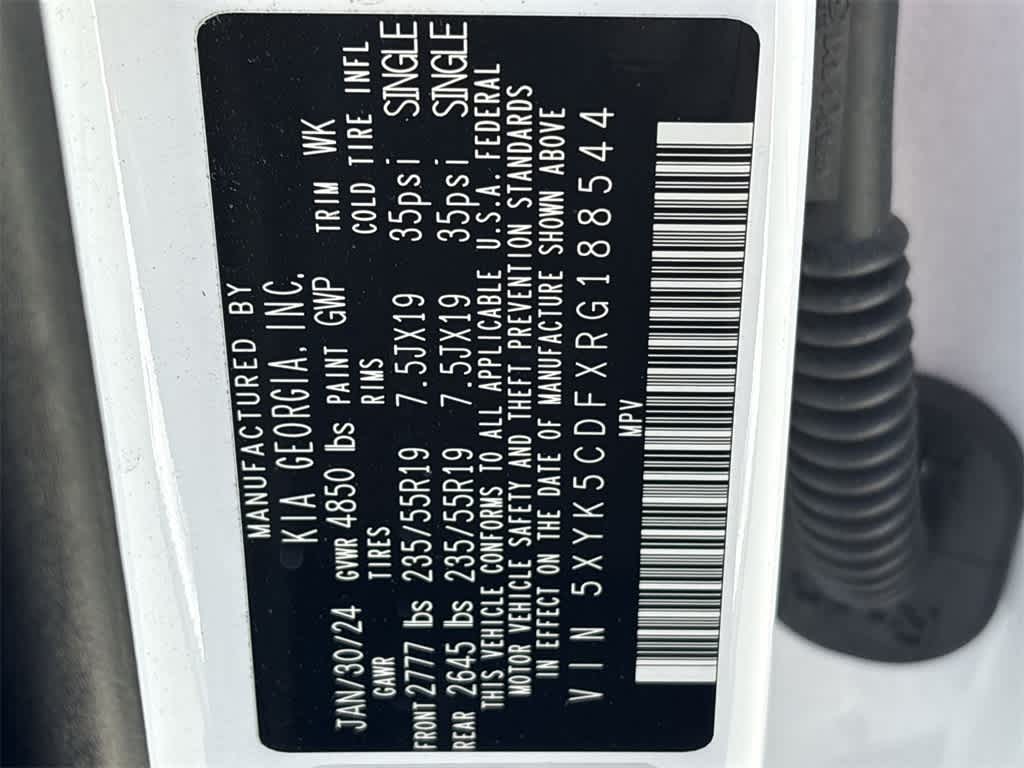 MANUFACTURED BY
KIA GEORGIA, INC.
JAN/30/24 GVWR 4850 lbs PAINT GWP TRIM WK
GAWR TIRES RIMS COLD TIRE INFL
FRONT 2777 lbs 235/55R19 7.5JX19 35psi SINGLE
REAR 2645 lbs 235/55R19 7.5JX19 35psi SINGLE
THIS VEHICLE CONFORMS TO ALL APPLICABLE U.S.A. FEDERAL
MOTOR VEHICLE SAFETY AND THEFT PREVENTION STANDARDS
IN EFFECT ON THE DATE OF MANUFACTURE SHOWN ABOVE
VIN 5XYK5CDFXRG188544
MPV